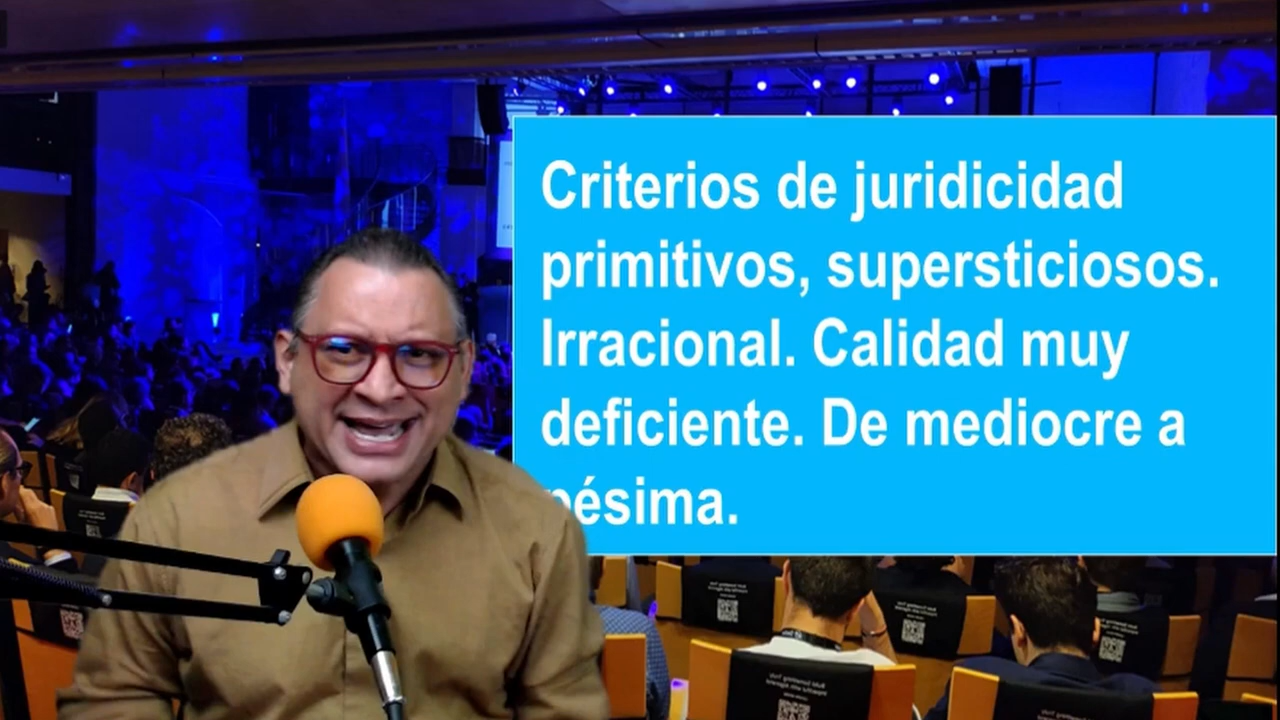 Criterios de juridicidad
primitivos, supersticiosos.
Irracional. Calidad muy
deficiente. De mediocre a
pésima.